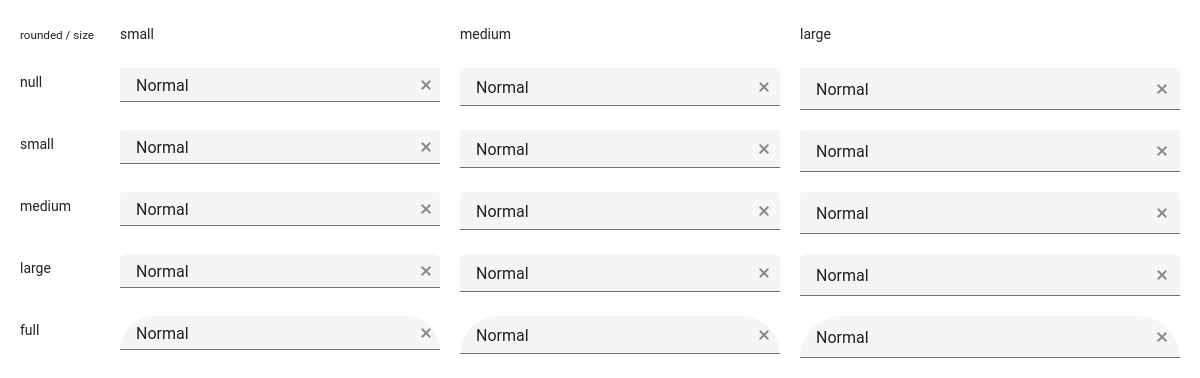 rounded / size small medium large
null Normal Normal Normal
small Normal Normal Normal
medium Normal Normal Normal
large Normal Normal Normal
full Normal Normal Normal